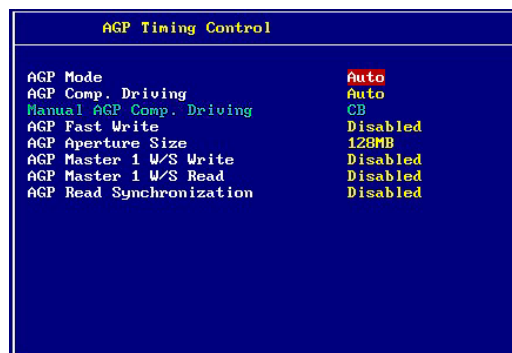 AGP Timing Control
AGP Mode Auto
AGP Comp. Driving Auto
Manual AGP Comp. Driving CB
AGP Fast Write Disabled
AGP Aperture Size 128MB
AGP Master 1 W/S Write Disabled
AGP Master 1 W/S Read Disabled
AGP Read Synchronization Disabled